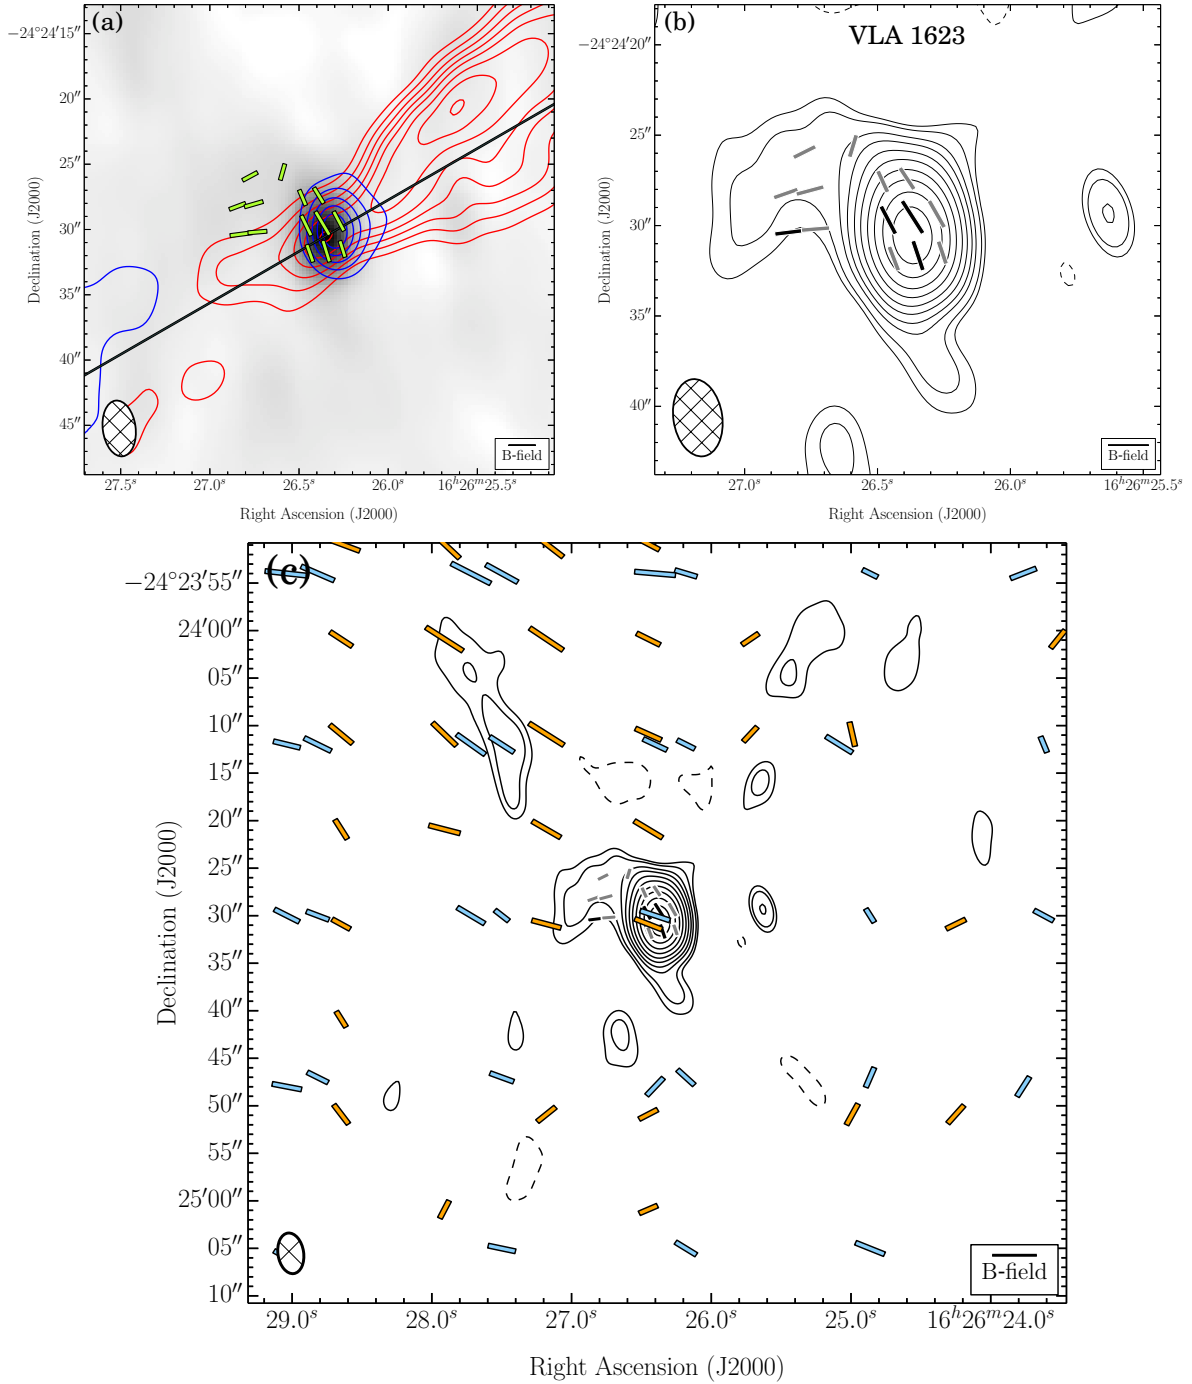 (a)
−24°24′15″
20″
25″
30″
35″
40″
45″
Declination (J2000)
27.5ˢ
27.0ˢ
26.5ˢ
26.0ˢ
16ʰ26ᵐ25.5ˢ
Right Ascension (J2000)
B-field
(b)
VLA 1623
−24°24′20″
25″
30″
35″
40″
Declination (J2000)
27.0ˢ
26.5ˢ
26.0ˢ
16ʰ26ᵐ25.5ˢ
Right Ascension (J2000)
B-field
(c)
−24°23′55″
24′00″
05″
10″
15″
20″
25″
30″
35″
40″
45″
50″
55″
25′00″
05″
10″
Declination (J2000)
29.0ˢ
28.0ˢ
27.0ˢ
26.0ˢ
25.0ˢ
16ʰ26ᵐ24.0ˢ
Right Ascension (J2000)
B-field